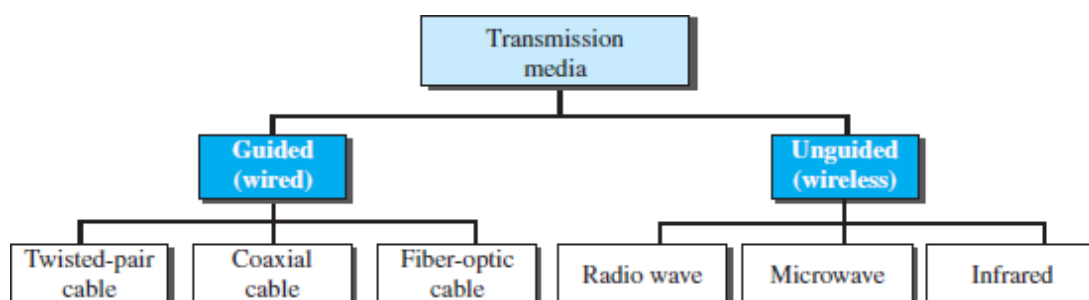 Transmission
media
Guided
(wired)
Unguided
(wireless)
Twisted-pair
cable
Coaxial
cable
Fiber-optic
cable
Radio wave
Microwave
Infrared